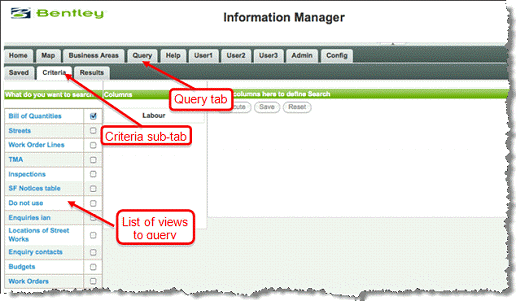 Bentley
Information Manager
Home Map Business Areas Query Help User1 User2 User3 Admin Config
Saved Criteria Results
What do you want to search Columns columns here to define Search
Query tab
Bill of Quantities Labour Save Reset
Streets
Criteria sub-tab
Work Order Lines
TMA
Inspections
SF Notices table
Do not use
List of views
to query
Enquiries ian
Locations of Street
Works
Enquiry contacts
Budgets
Work Orders